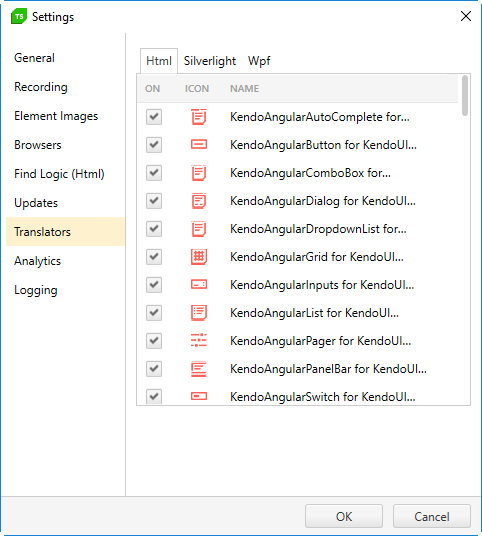 TS Settings
General
Recording
Element Images
Browsers
Find Logic (Html)
Updates
Translators
Analytics
Logging
Html Silverlight Wpf
ON ICON NAME
KendoAngularAutoComplete for...
KendoAngularButton for KendoUI...
KendoAngularComboBox for...
KendoAngularDialog for KendoUI...
KendoAngularDropdownList for...
KendoAngularGrid for KendoUI...
KendoAngularInputs for KendoUI...
KendoAngularList for KendoUI...
KendoAngularPager for KendoUI...
KendoAngularPanelBar for KendoUI...
KendoAngularSwitch for KendoUI...
OK Cancel